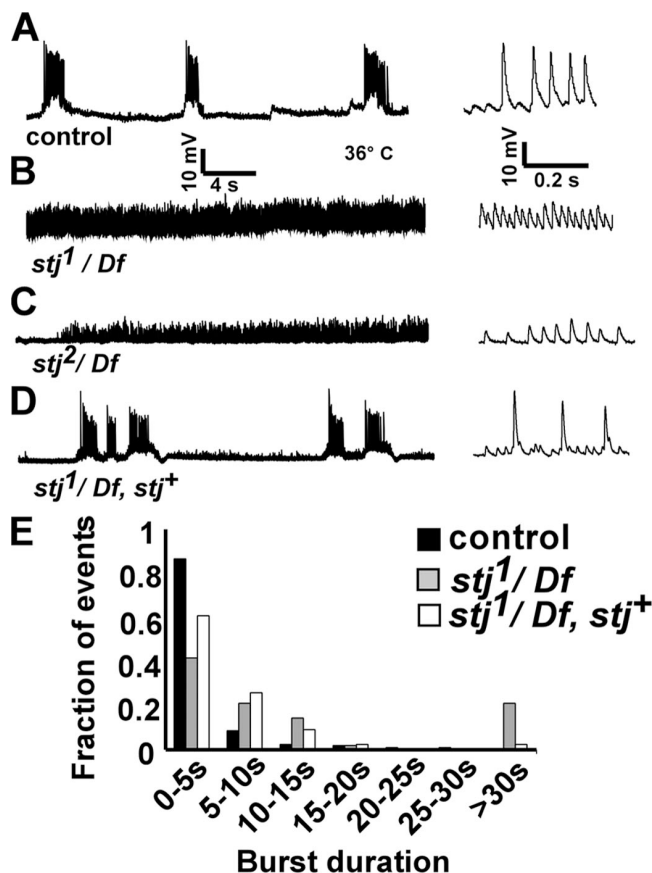 A
control
10 mV
4 s
36° C
10 mV
0.2 s
B
stj1 / Df
C
stj2/ Df
D
stj1/ Df, stj+
E
Fraction of events
1
0.8
0.6
0.4
0.2
0
control
stj1/ Df
stj1/ Df, stj+
0-5s
5-10s
10-15s
15-20s
20-25s
25-30s
>30s
Burst duration